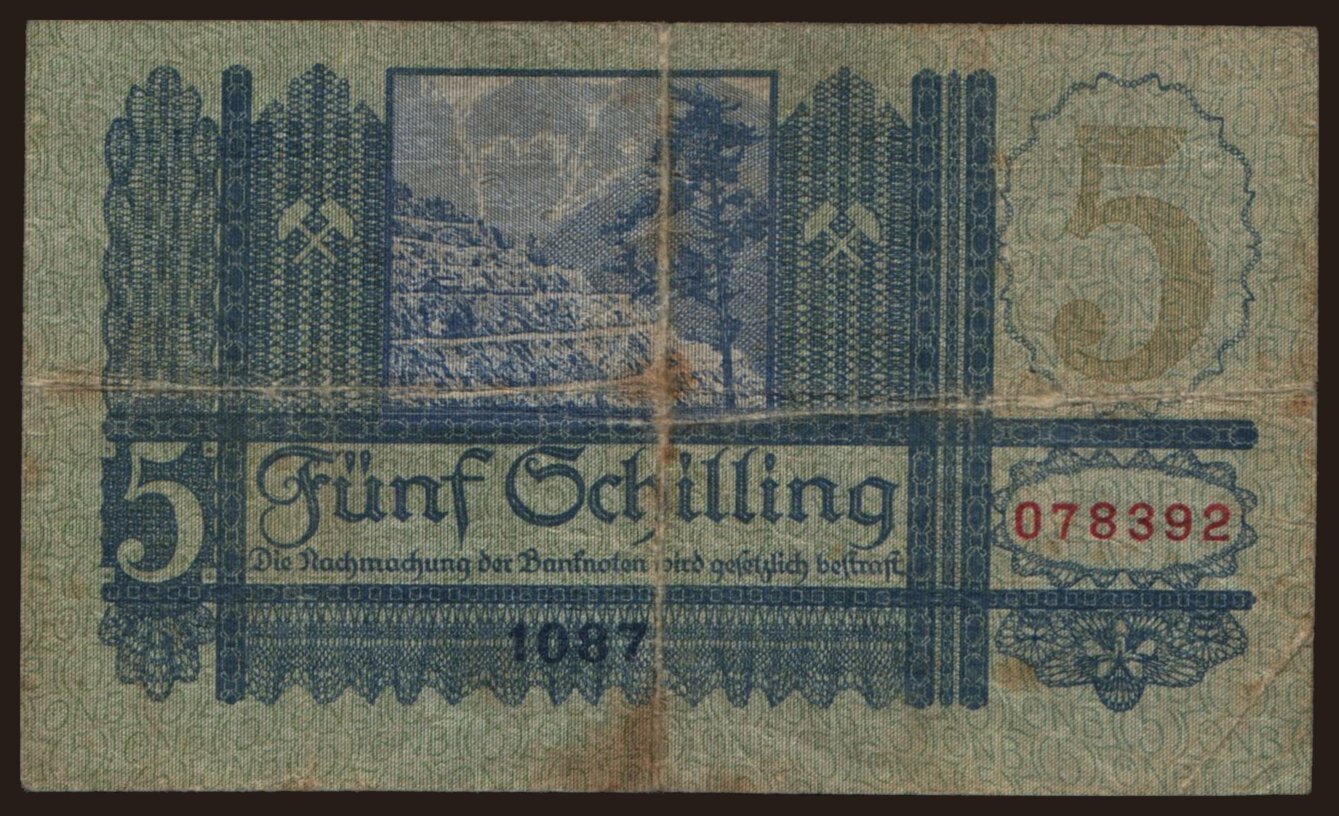 5
5
Fünf Schilling
Die Nachmachung der Banknoten wird gesetzlich bestraft
078392
1087